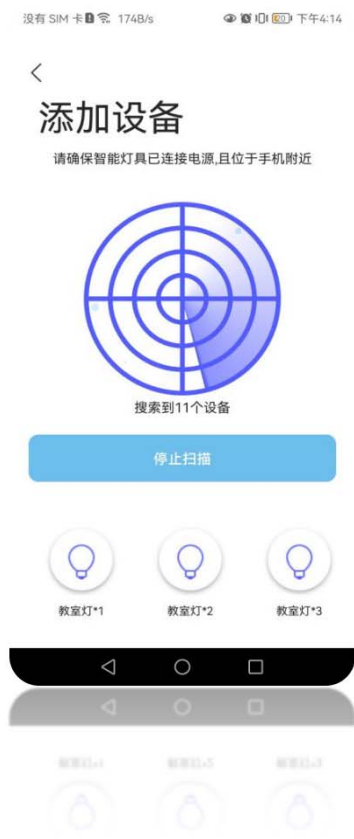 没有 SIM 卡 174B/s 20 下午4:14
添加设备
请确保智能灯具已连接电源,且位于手机附近
搜索到11个设备
停止扫描
教室灯*1 教室灯*2 教室灯*3